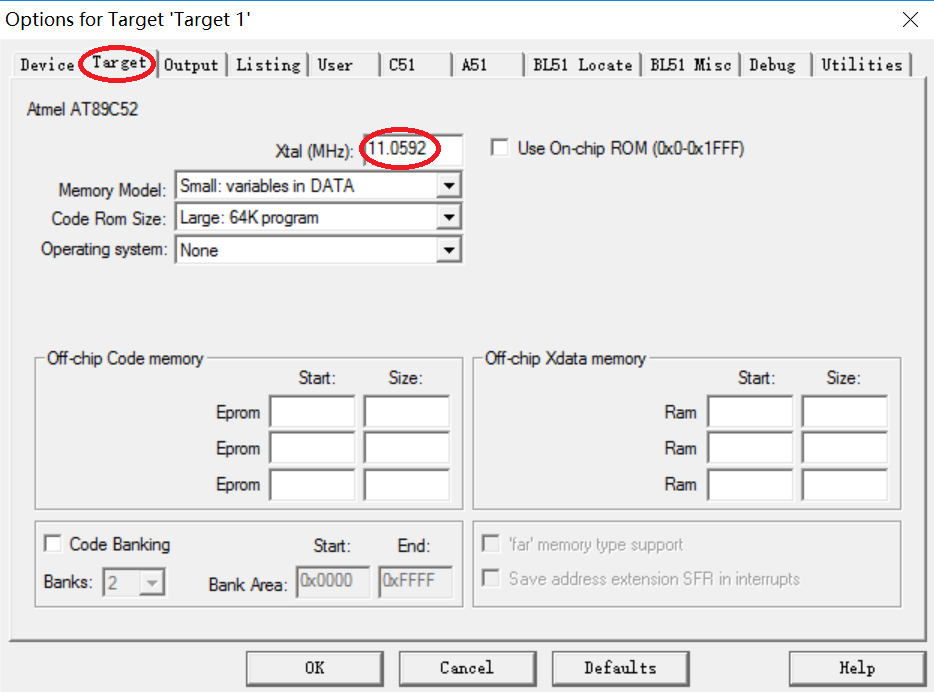 Options for Target 'Target 1'
Device Target Output Listing User C51 A51 BL51 Locate BL51 Misc Debug Utilities
Atmel AT89C52
Xtal (MHz): 11.0592 Use On-chip ROM (0x0-0x1FFF)
Memory Model: Small: variables in DATA
Code Rom Size: Large: 64K program
Operating system: None
Off-chip Code memory
Start: Size:
Eprom
Eprom
Eprom
Off-chip Xdata memory
Start: Size:
Ram
Ram
Ram
Code Banking Start: End:
Banks: 2 Bank Area: 0x0000 0xFFFF
'far' memory type support
Save address extension SFR in interrupts
OK Cancel Defaults Help